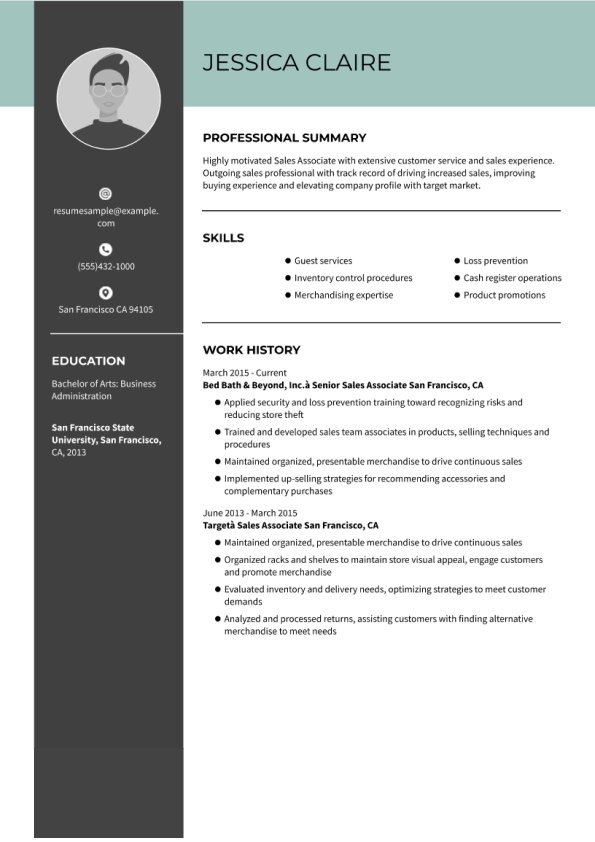 JESSICA CLAIRE
resumesample@example.
com
(555)432-1000
San Francisco CA 94105
EDUCATION
Bachelor of Arts: Business
Administration
San Francisco State
University, San Francisco,
CA, 2013
PROFESSIONAL SUMMARY
Highly motivated Sales Associate with extensive customer service and sales experience.
Outgoing sales professional with track record of driving increased sales, improving
buying experience and elevating company profile with target market.
SKILLS
● Guest services
● Inventory control procedures
● Merchandising expertise
● Loss prevention
● Cash register operations
● Product promotions
WORK HISTORY
March 2015 - Current
Bed Bath & Beyond, Inc.à Senior Sales Associate San Francisco, CA
● Applied security and loss prevention training toward recognizing risks and
reducing store theft
● Trained and developed sales team associates in products, selling techniques and
procedures
● Maintained organized, presentable merchandise to drive continuous sales
● Implemented up-selling strategies for recommending accessories and
complementary purchases
June 2013 - March 2015
Targetà Sales Associate San Francisco, CA
● Maintained organized, presentable merchandise to drive continuous sales
● Organized racks and shelves to maintain store visual appeal, engage customers
and promote merchandise
● Evaluated inventory and delivery needs, optimizing strategies to meet customer
demands
● Analyzed and processed returns, assisting customers with finding alternative
merchandise to meet needs